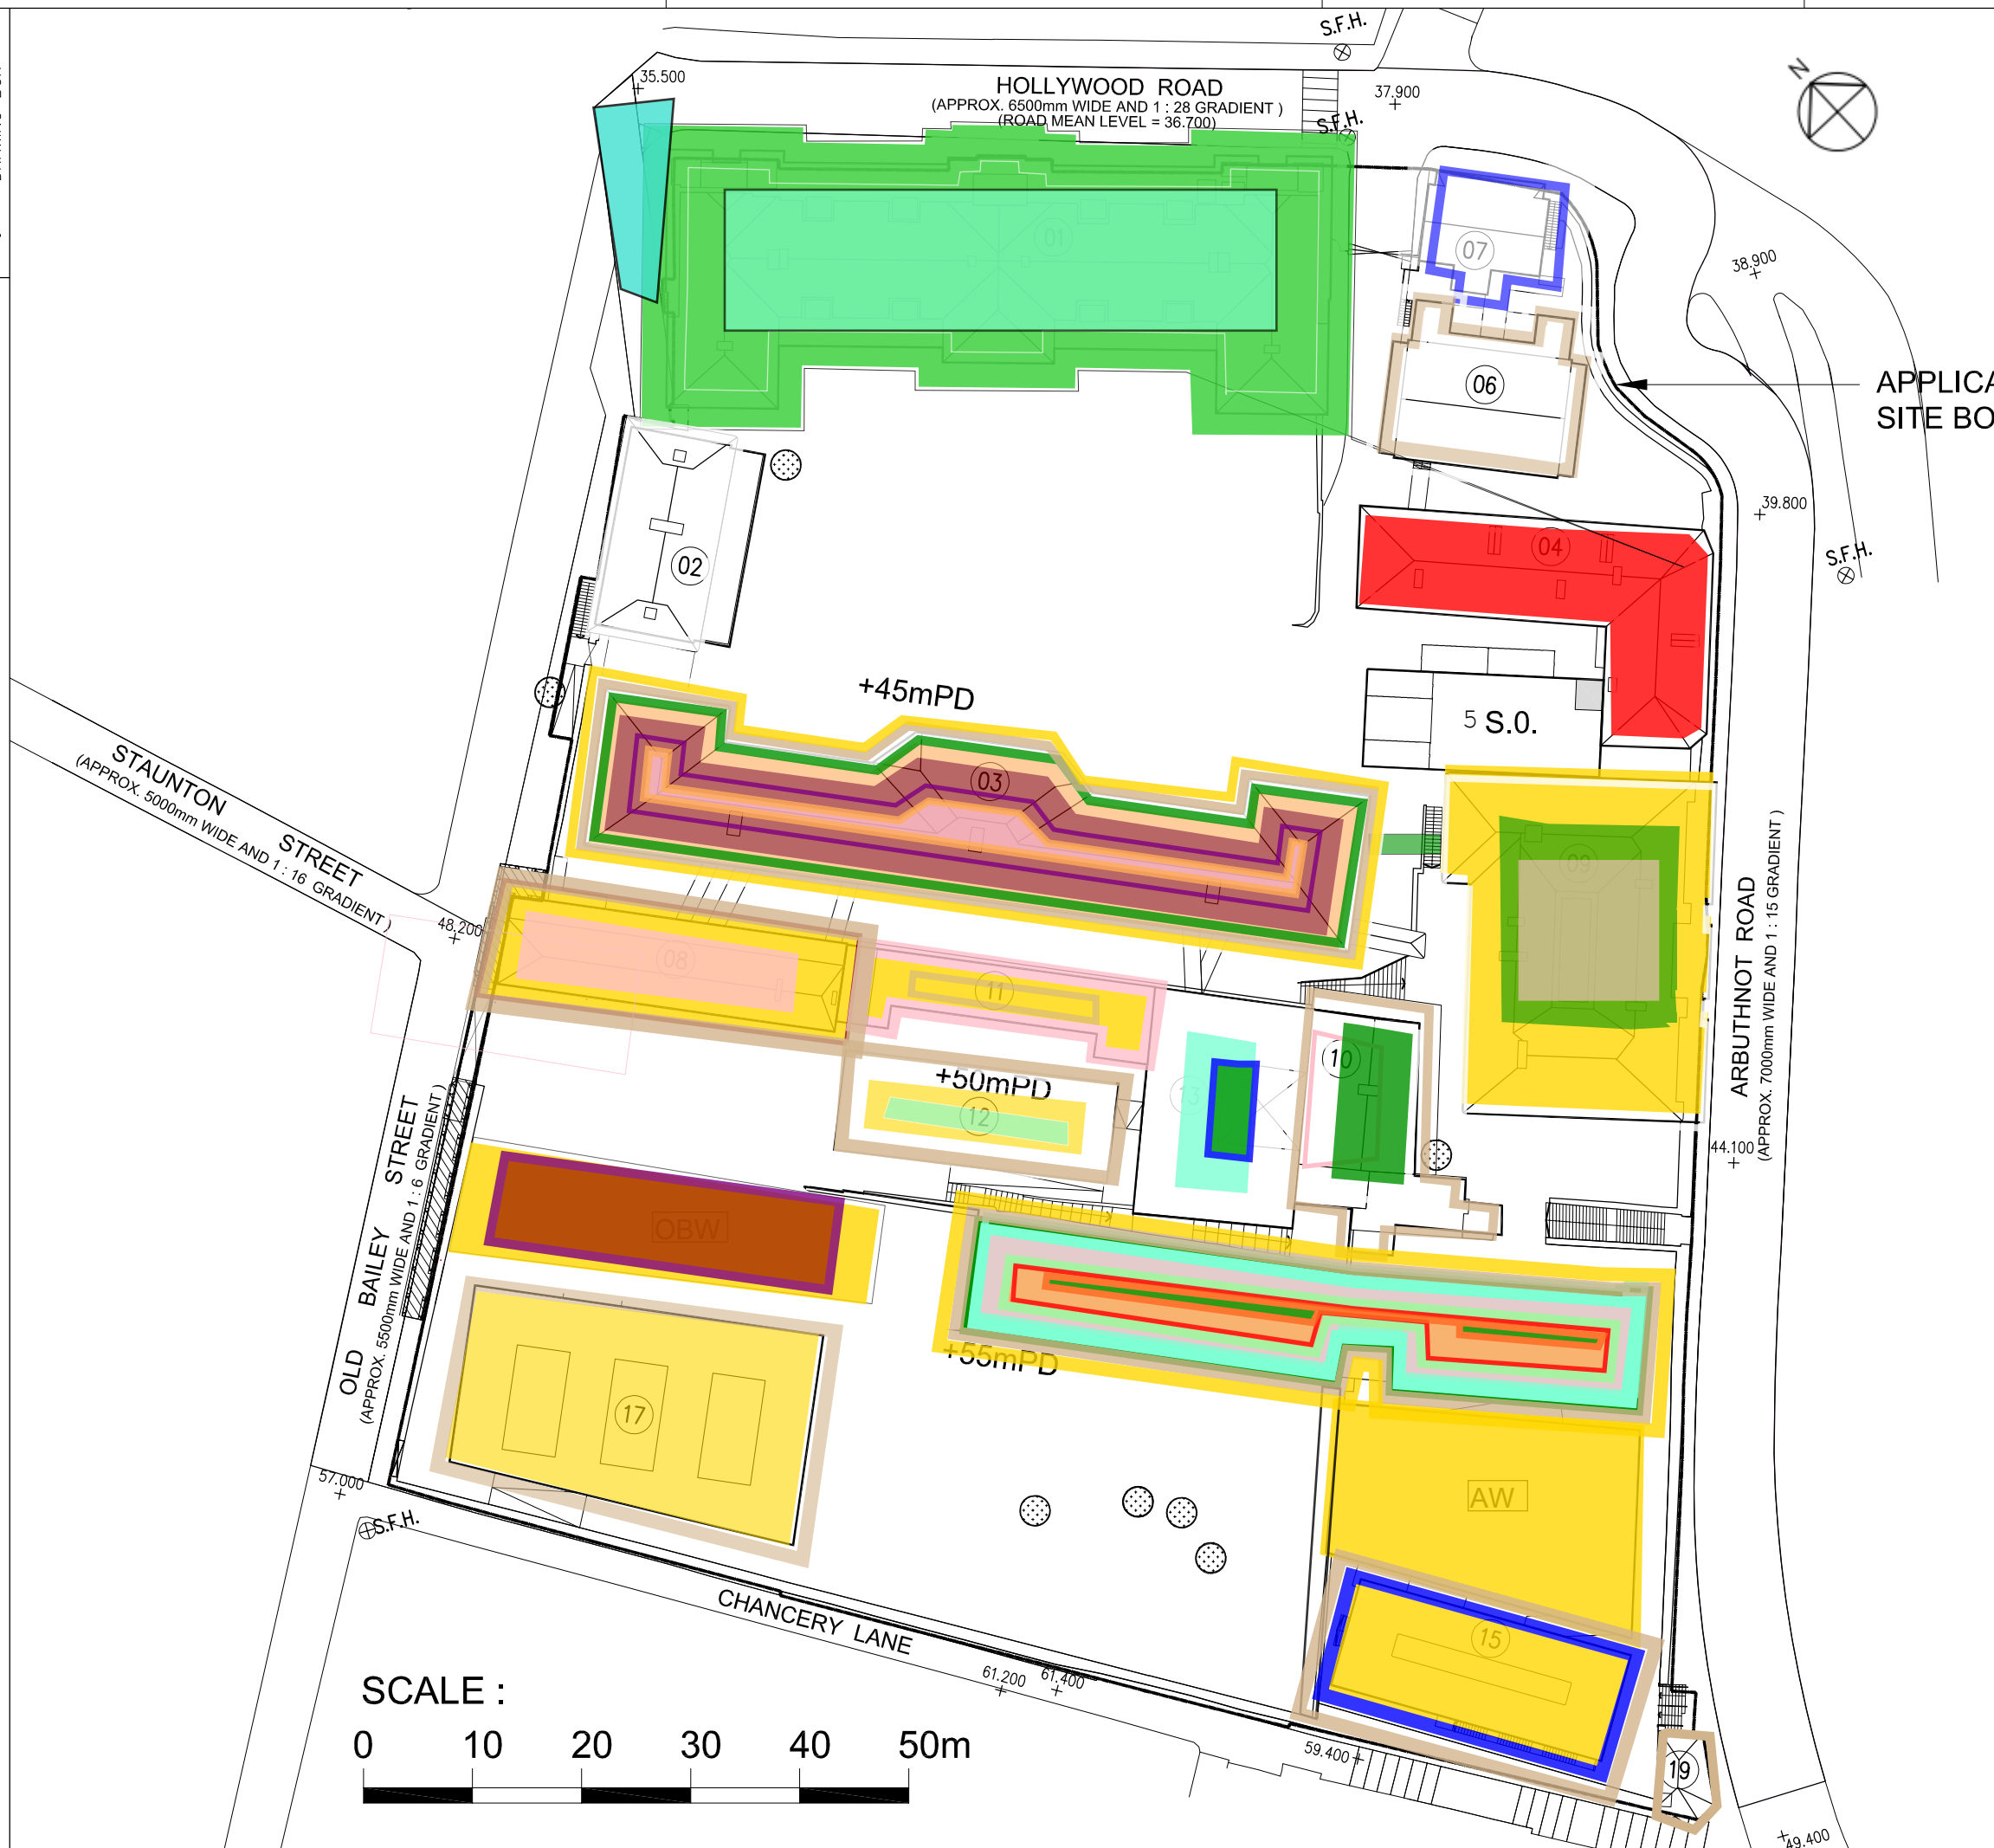 S.F.H.
35.500
HOLLYWOOD ROAD
(APPROX. 6500mm WIDE AND 1 : 28 GRADIENT )
(ROAD MEAN LEVEL = 36.700)
37.900
S.F.H.
N
01
07
38.900
06
APPLICA
SITE BO
39.800
04
S.F.H.
02
+45mPD
5 S.O.
STAUNTON STREET
(APPROX. 5000mm WIDE AND 1 : 16 GRADIENT )
03
09
48.200
08
11
ARBUTHNOT ROAD
(APPROX. 7000mm WIDE AND 1 : 15 GRADIENT )
10
+50mPD
13
12
44.100
OLD BAILEY STREET
(APPROX. 5500mm WIDE AND 1 : 6 GRADIENT )
OBW
+55mPD
17
57.000
S.F.H.
AW
CHANCERY LANE
15
61.200
61.400
59.400
19
49.400
SCALE :
0 10 20 30 40 50m